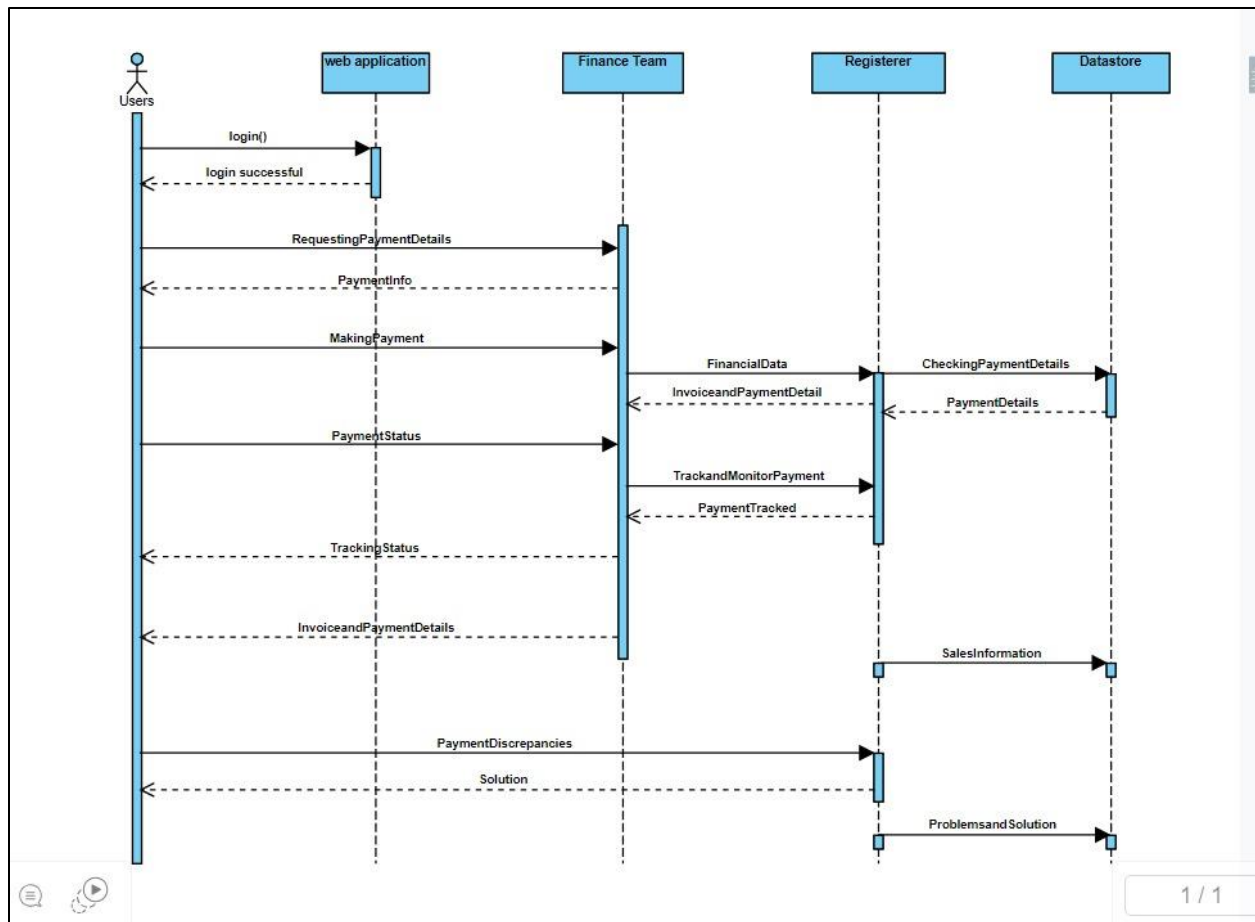 web application
Finance Team
Registerer
Datastore
Users
login()
login successful
RequestingPaymentDetails
PaymentInfo
MakingPayment
FinancialData
CheckingPaymentDetails
InvoiceandPaymentDetail
PaymentDetails
PaymentStatus
TrackandMonitorPayment
PaymentTracked
TrackingStatus
InvoiceandPaymentDetails
SalesInformation
PaymentDiscrepancies
Solution
ProblemsandSolution
1 / 1